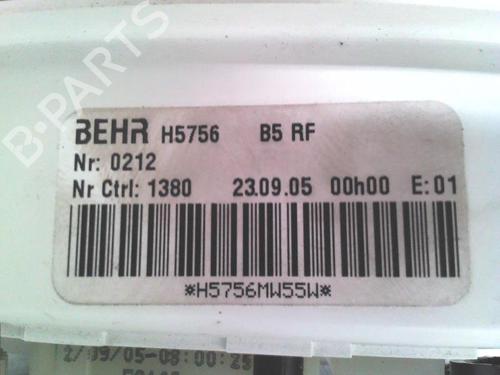 B-PARTS
BEHR H5756 B5 RF
Nr: 0212
Nr Ctrl: 1380 23.09.05 00h00 E:01
*H5756MW55W*
2/09/05-08:00:25